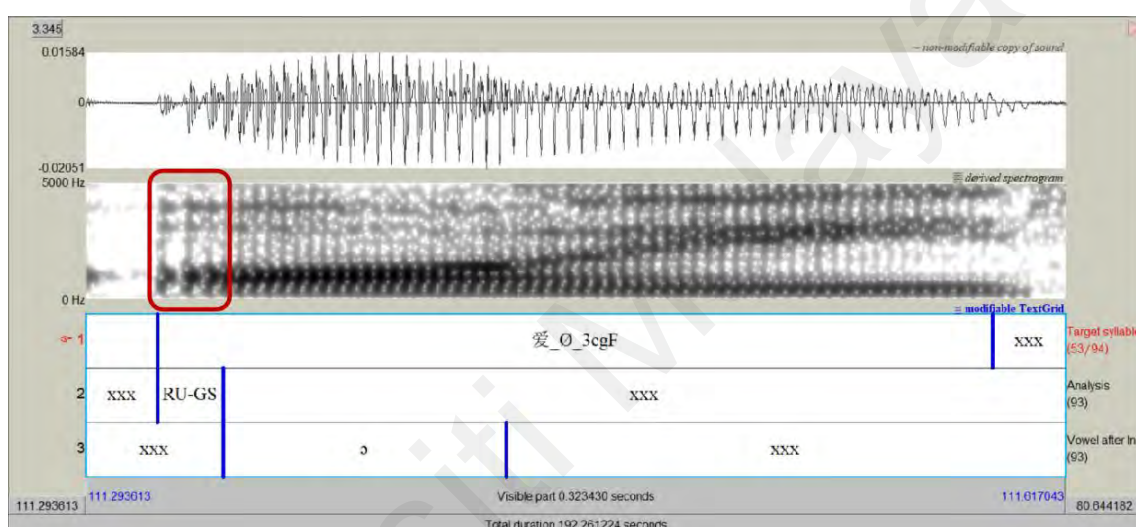 3.345
0.01584
~ non-modifiable copy of sound
0
-0.02051
5000 Hz
≡ derived spectrogram
0 Hz
≡ modifiable TextGrid
1
爱_Ø_3cgF
xxx
Target syllable
(53/94)
2
xxx
RU-GS
xxx
Analysis
(93)
3
xxx
ɔ
xxx
Vowel after In
(93)
111.293613
111.293613
Visible part 0.323430 seconds
111.617043
80.644182
Total duration 192.261224 seconds